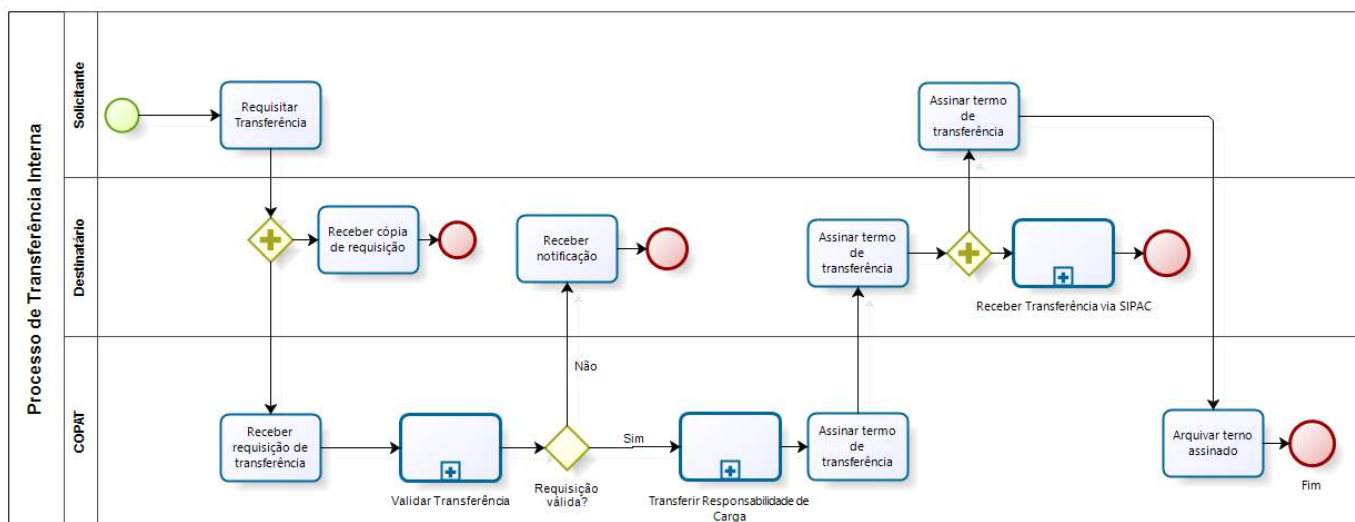 Processo de Transferência Interna
Solicitante
Requisitar
Transferência
Assinar termo
de
transferência
Destinatário
Receber cópia
de requisição
Receber
notificação
Assinar termo
de
transferência
Receber Transferência via SIPAC
COPAT
Receber
requisição de
transferência
Validar Transferência
Não
Requisição
válida?
Sim
Transferir Responsabilidade de
Carga
Assinar termo
de
transferência
Arquivar terno
assinado
Fim